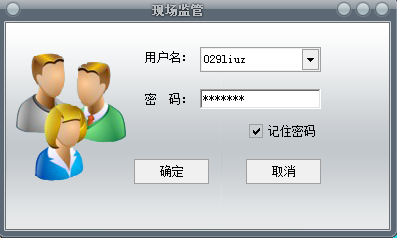 现场监管
用户名： 029liuz
密 码： *******
记住密码
确定 取消